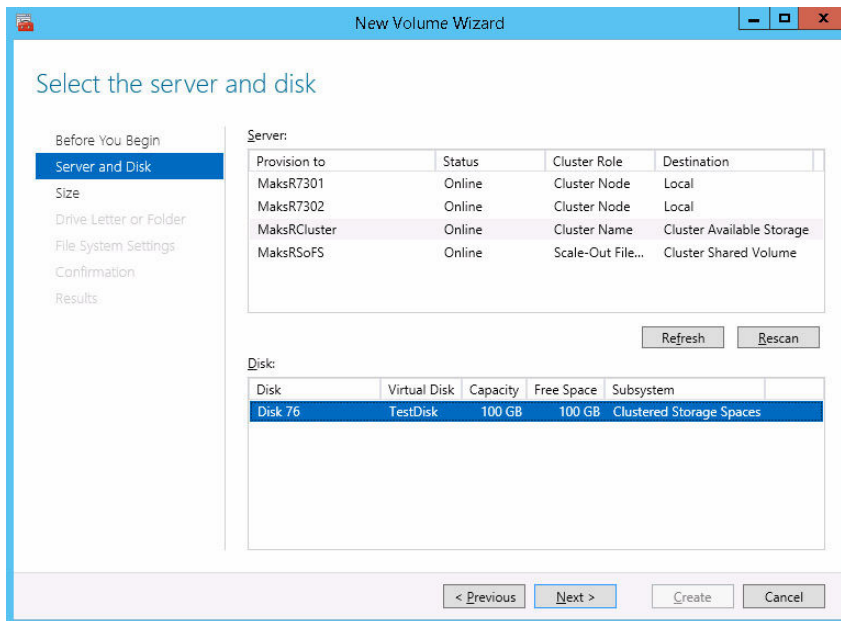 New Volume Wizard
Select the server and disk
Before You Begin
Server and Disk
Size
Drive Letter or Folder
File System Settings
Confirmation
Results
Server:
Provision to Status Cluster Role Destination
MaksR7301 Online Cluster Node Local
MaksR7302 Online Cluster Node Local
MaksRCluster Online Cluster Name Cluster Available Storage
MaksRSoFS Online Scale-Out File... Cluster Shared Volume
Refresh Rescan
Disk:
Disk Virtual Disk Capacity Free Space Subsystem
Disk 76 TestDisk 100 GB 100 GB Clustered Storage Spaces
< Previous Next > Create Cancel